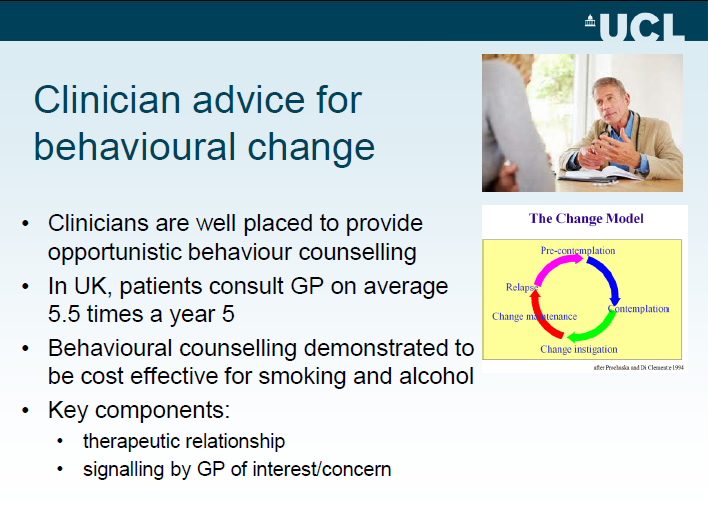 UCL
Clinician advice for
behavioural change
• Clinicians are well placed to provide
opportunistic behaviour counselling
• In UK, patients consult GP on average
5.5 times a year 5
• Behavioural counselling demonstrated to
be cost effective for smoking and alcohol
• Key components:
• therapeutic relationship
• signalling by GP of interest/concern
The Change Model
Pre-contemplation
Relapse
Contemplation
Change maintenance
Change instigation
after Prochaska and Di Clemente 1994